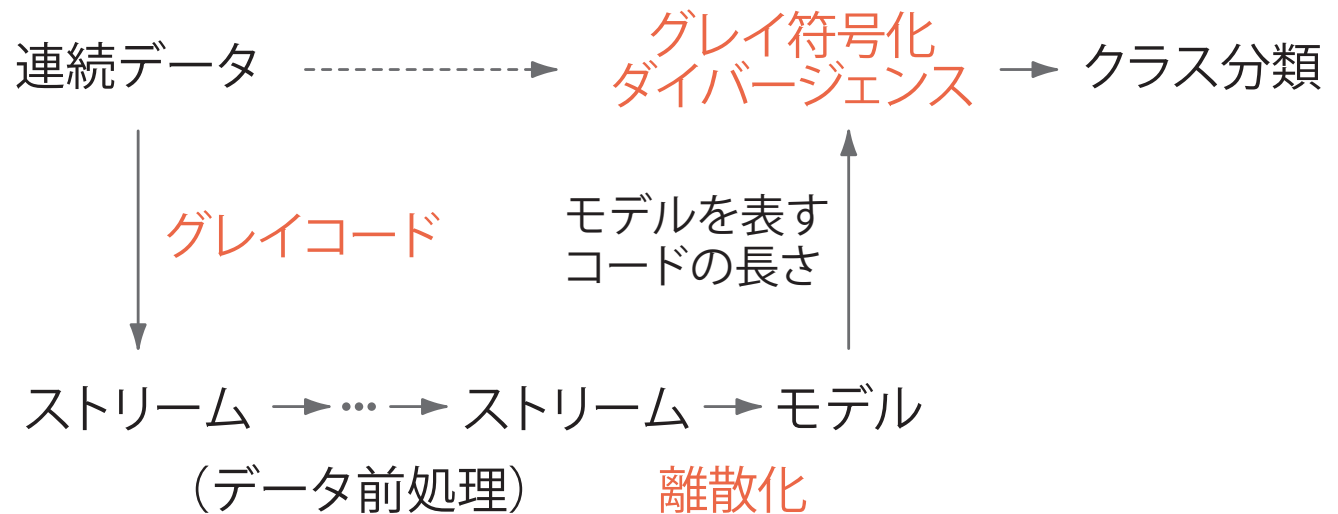 連続データ
グレイ符号化
ダイバージェンス
クラス分類
グレイコード
モデルを表す
コードの長さ
ストリーム
ストリーム
モデル
（データ前処理）
離散化